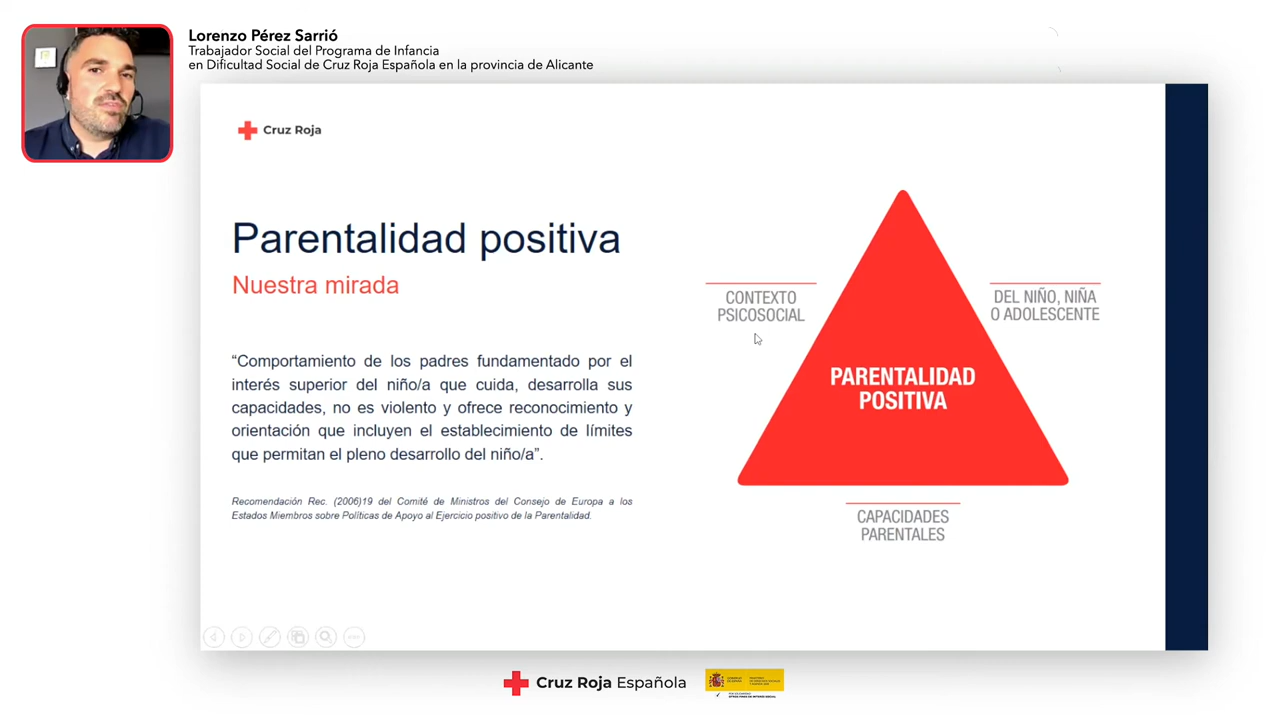 Lorenzo Pérez Sarrió
Trabajador Social del Programa de Infancia
en Dificultad Social de Cruz Roja Española en la provincia de Alicante
Cruz Roja
Parentalidad positiva
Nuestra mirada
“Comportamiento de los padres fundamentado por el
interés superior del niño/a que cuida, desarrolla sus
capacidades, no es violento y ofrece reconocimiento y
orientación que incluyen el establecimiento de límites
que permitan el pleno desarrollo del niño/a”.
Recomendación Rec. (2006)19 del Comité de Ministros del Consejo de Europa a los
Estados Miembros sobre Políticas de Apoyo al Ejercicio positivo de la Parentalidad.
CONTEXTO
PSICOSOCIAL
DEL NIÑO, NIÑA
O ADOLESCENTE
PARENTALIDAD
POSITIVA
CAPACIDADES
PARENTALES
Cruz Roja Española